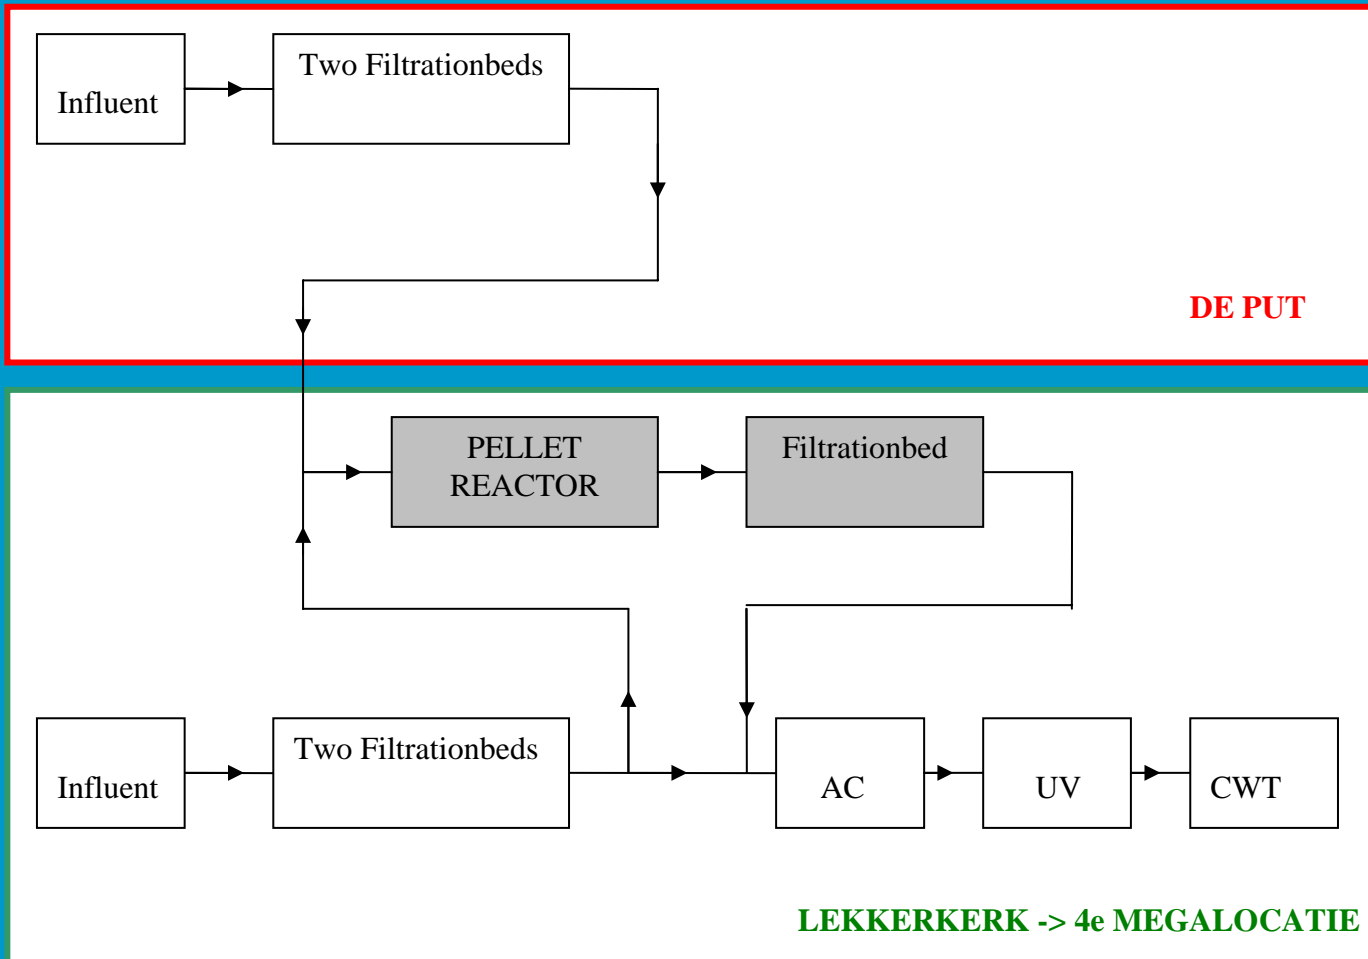 Two Filtrationbeds
Influent
DE PUT
PELLET
REACTOR
Filtrationbed
Two Filtrationbeds
Influent
AC
UV
CWT
LEKKERKERK -> 4e MEGALOCATIE